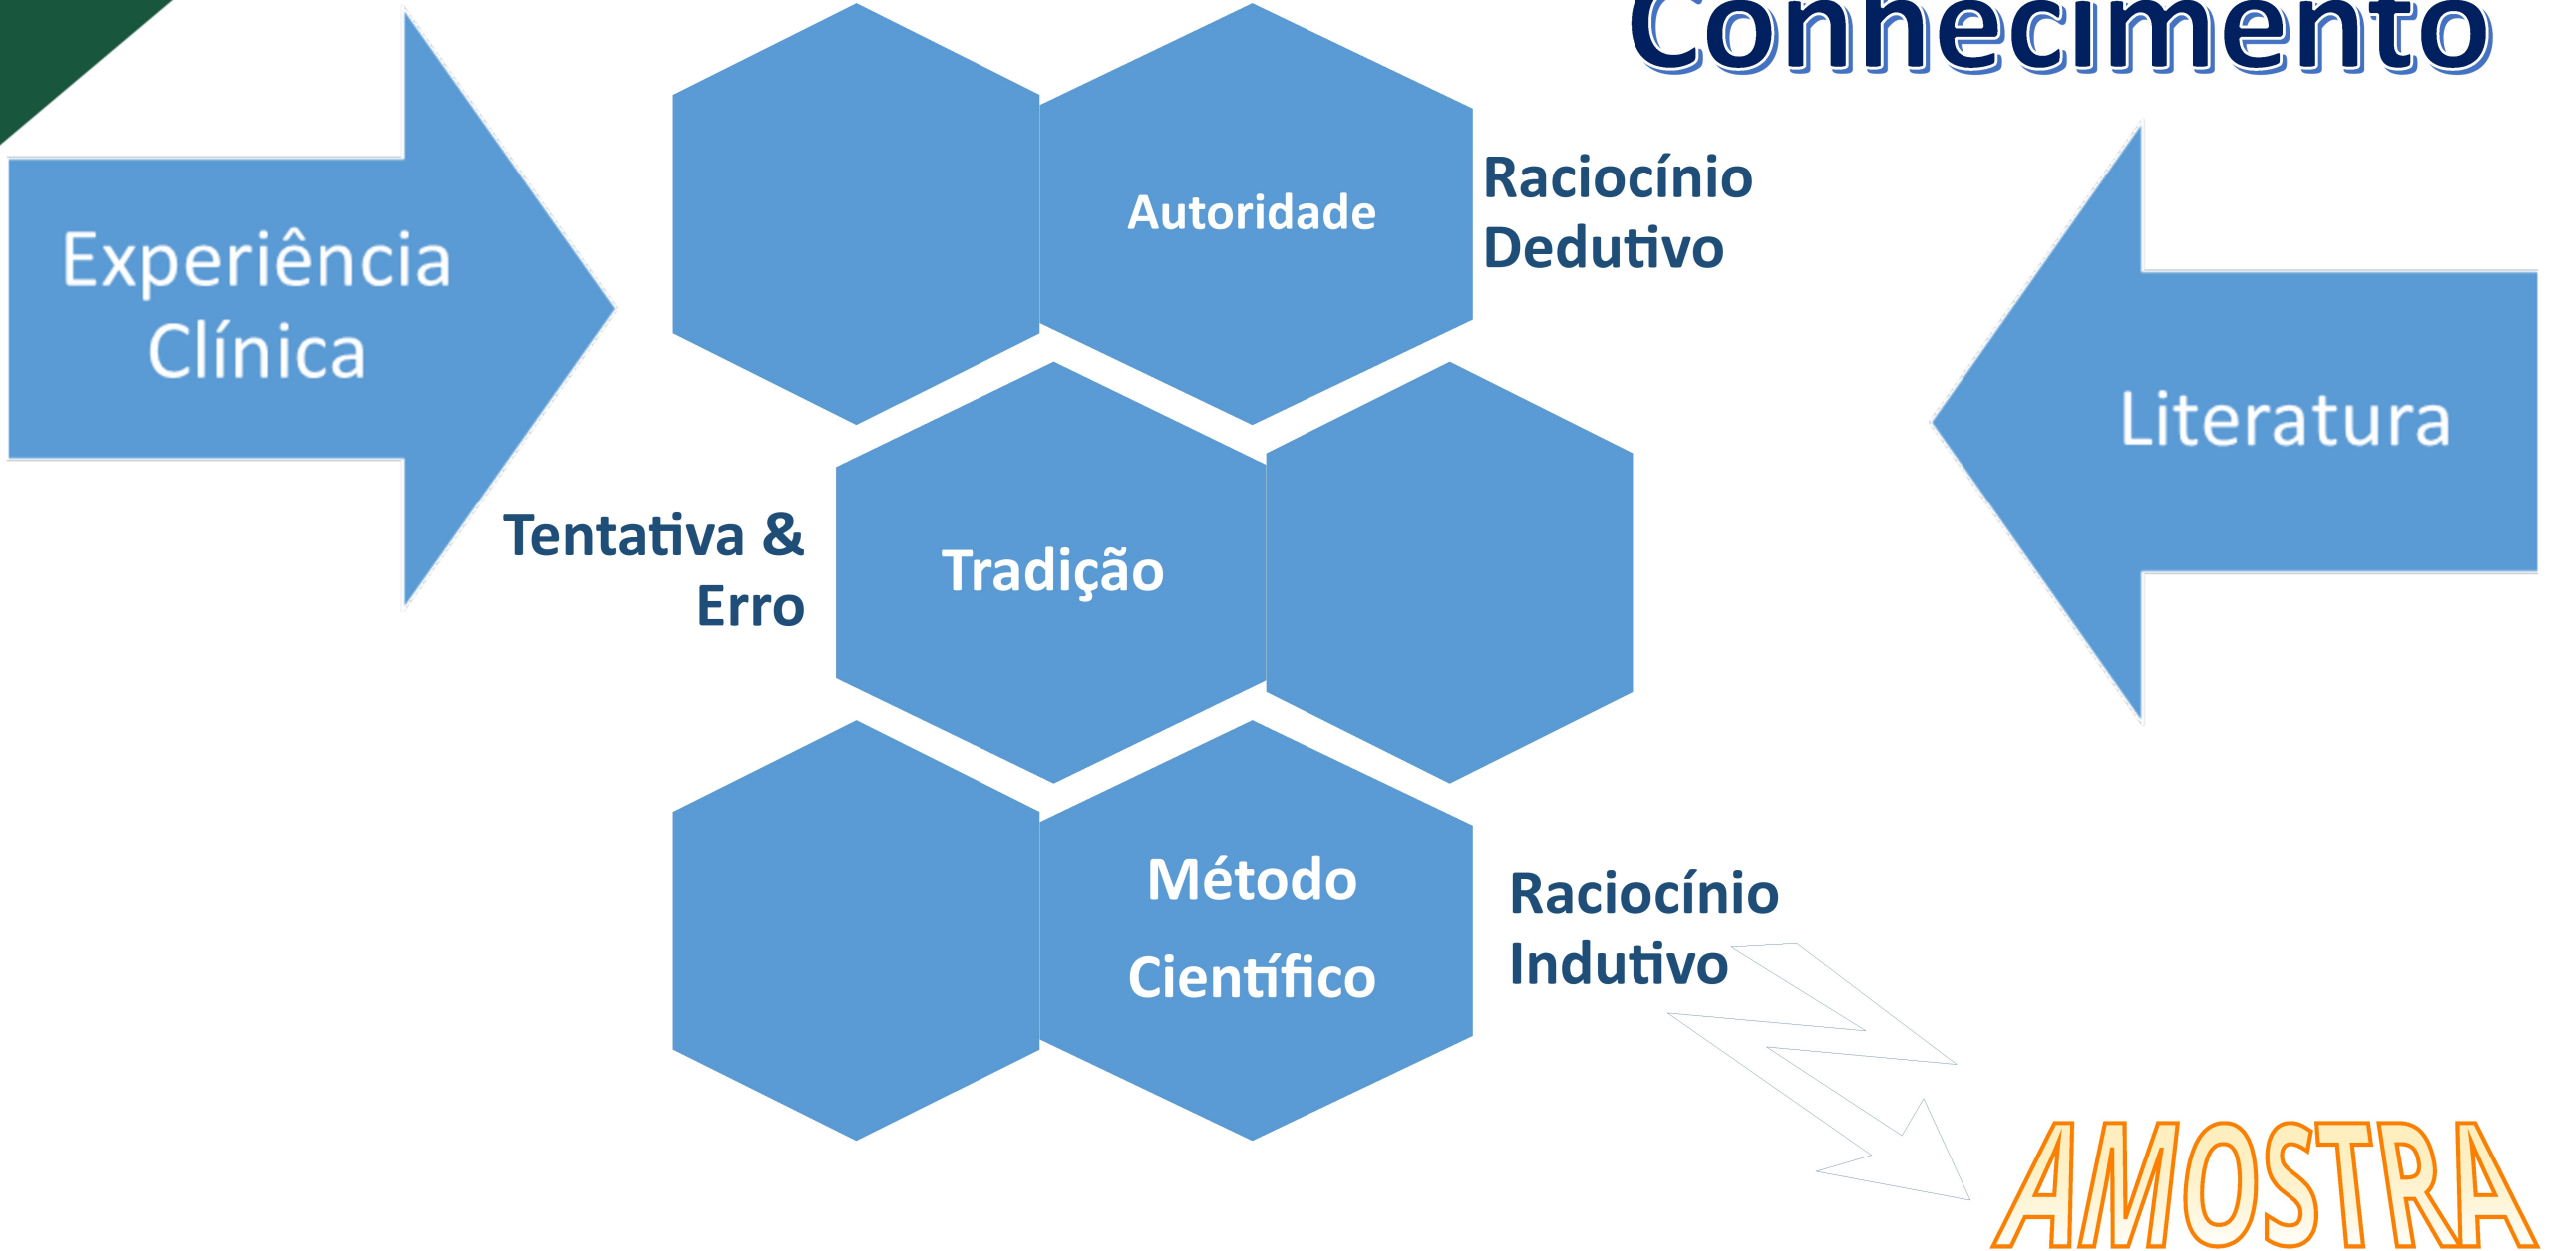 Conhecimento
Experiência
Clínica
Autoridade
Raciocínio
Dedutivo
Literatura
Tentativa &
Erro
Tradição
Método
Científico
Raciocínio
Indutivo
AMOSTRA